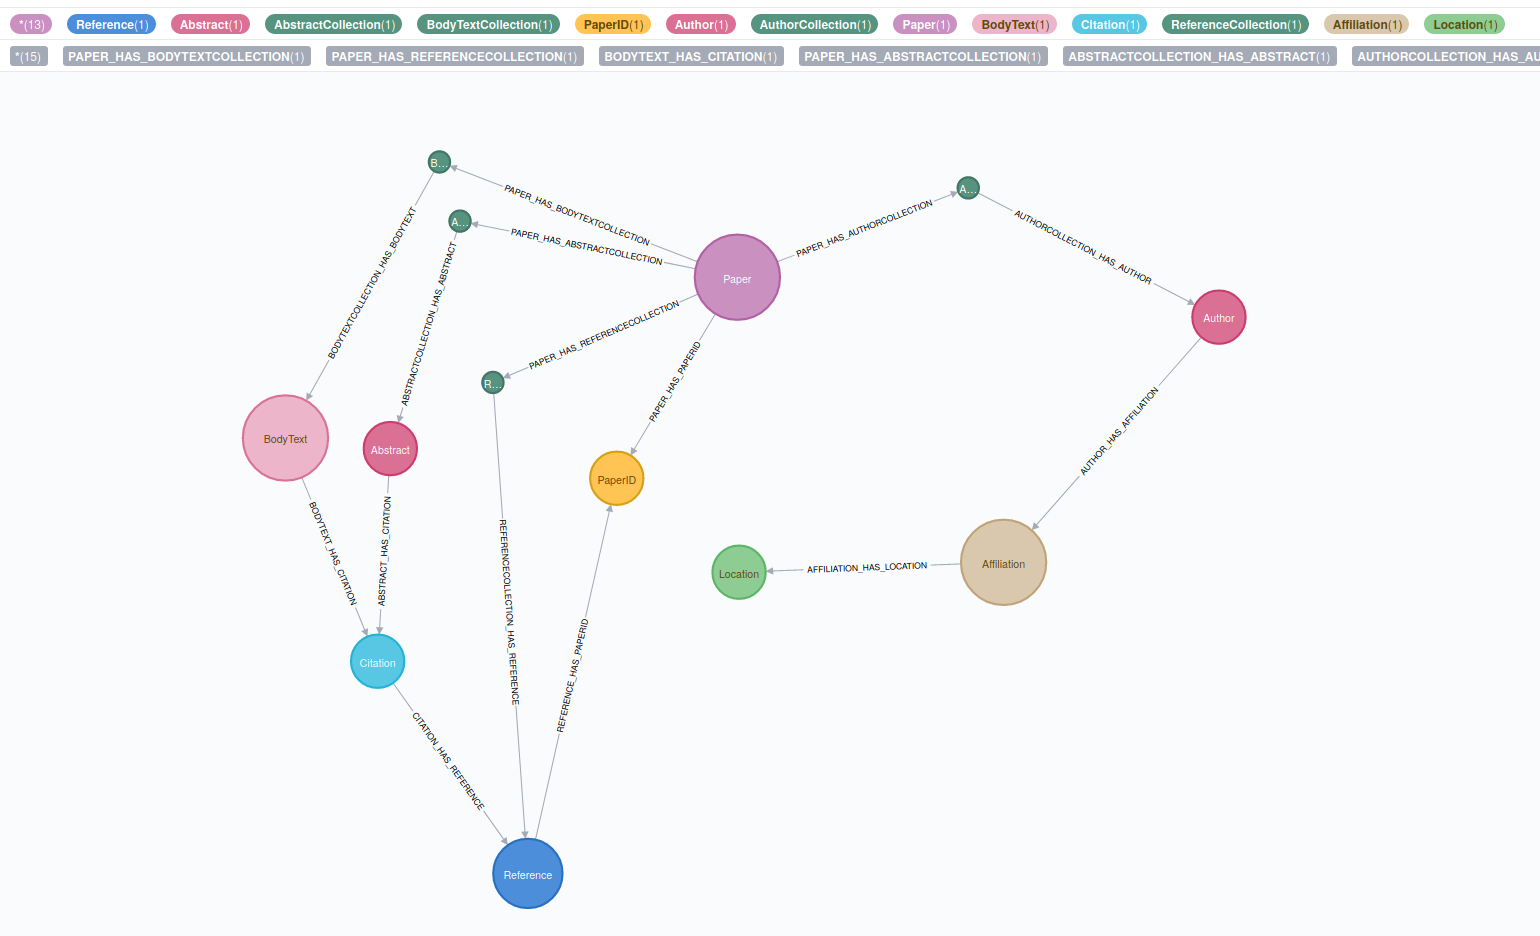 *(13) Reference(1) Abstract(1) AbstractCollection(1) BodyTextCollection(1) PaperID(1) Author(1) AuthorCollection(1) Paper(1) BodyText(1) Citation(1) ReferenceCollection(1) Affiliation(1) Location(1)
*(15) PAPER_HAS_BODYTEXTCOLLECTION(1) PAPER_HAS_REFERENCECOLLECTION(1) BODYTEXT_HAS_CITATION(1) PAPER_HAS_ABSTRACTCOLLECTION(1) ABSTRACTCOLLECTION_HAS_ABSTRACT(1) AUTHORCOLLECTION_HAS_AU
B...
A...
PAPER_HAS_BODYTEXTCOLLECTION
A...
PAPER_HAS_ABSTRACTCOLLECTION
PAPER_HAS_AUTHORCOLLECTION
AUTHORCOLLECTION_HAS_AUTHOR
Paper
BODYTEXTCOLLECTION_HAS_BODYTEXT
ABSTRACTCOLLECTION_HAS_ABSTRACT
Author
PAPER_HAS_REFERENCECOLLECTION
R...
PAPER_HAS_PAPERID
AUTHOR_HAS_AFFILIATION
BodyText
Abstract
PaperID
BODYTEXT_HAS_CITATION
ABSTRACT_HAS_CITATION
Location
AFFILIATION_HAS_LOCATION
Affiliation
REFERENCECOLLECTION_HAS_REFERENCE
Citation
REFERENCE_HAS_PAPERID
CITATION_HAS_REFERENCE
Reference